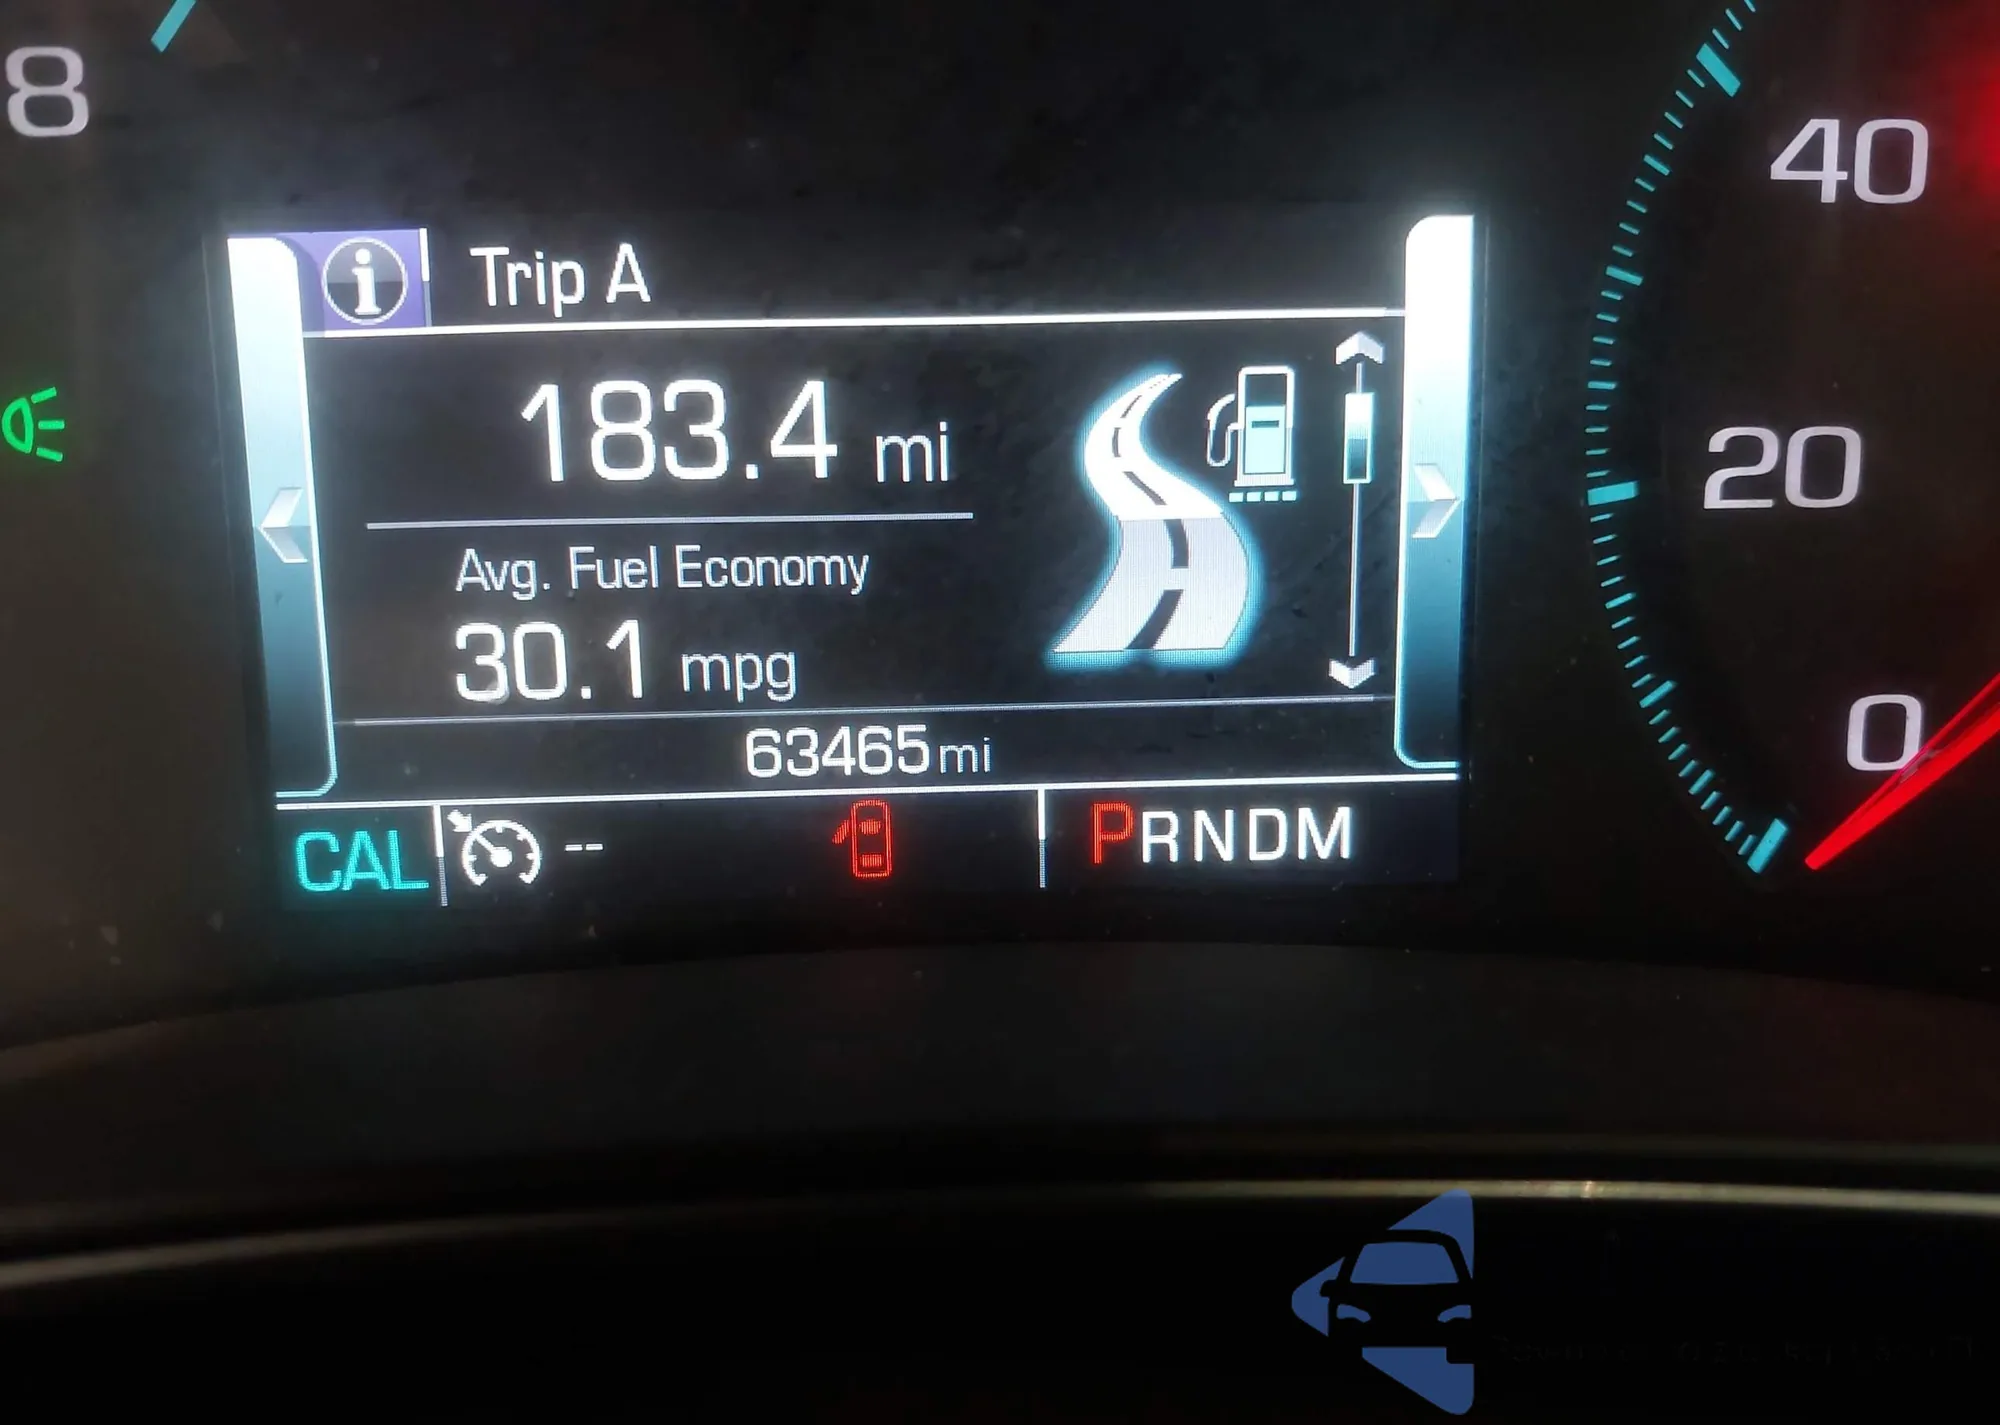 8
40
20
0
Trip A
183.4 mi
Avg. Fuel Economy
30.1 mpg
63465 mi
CAL -- PRNDM